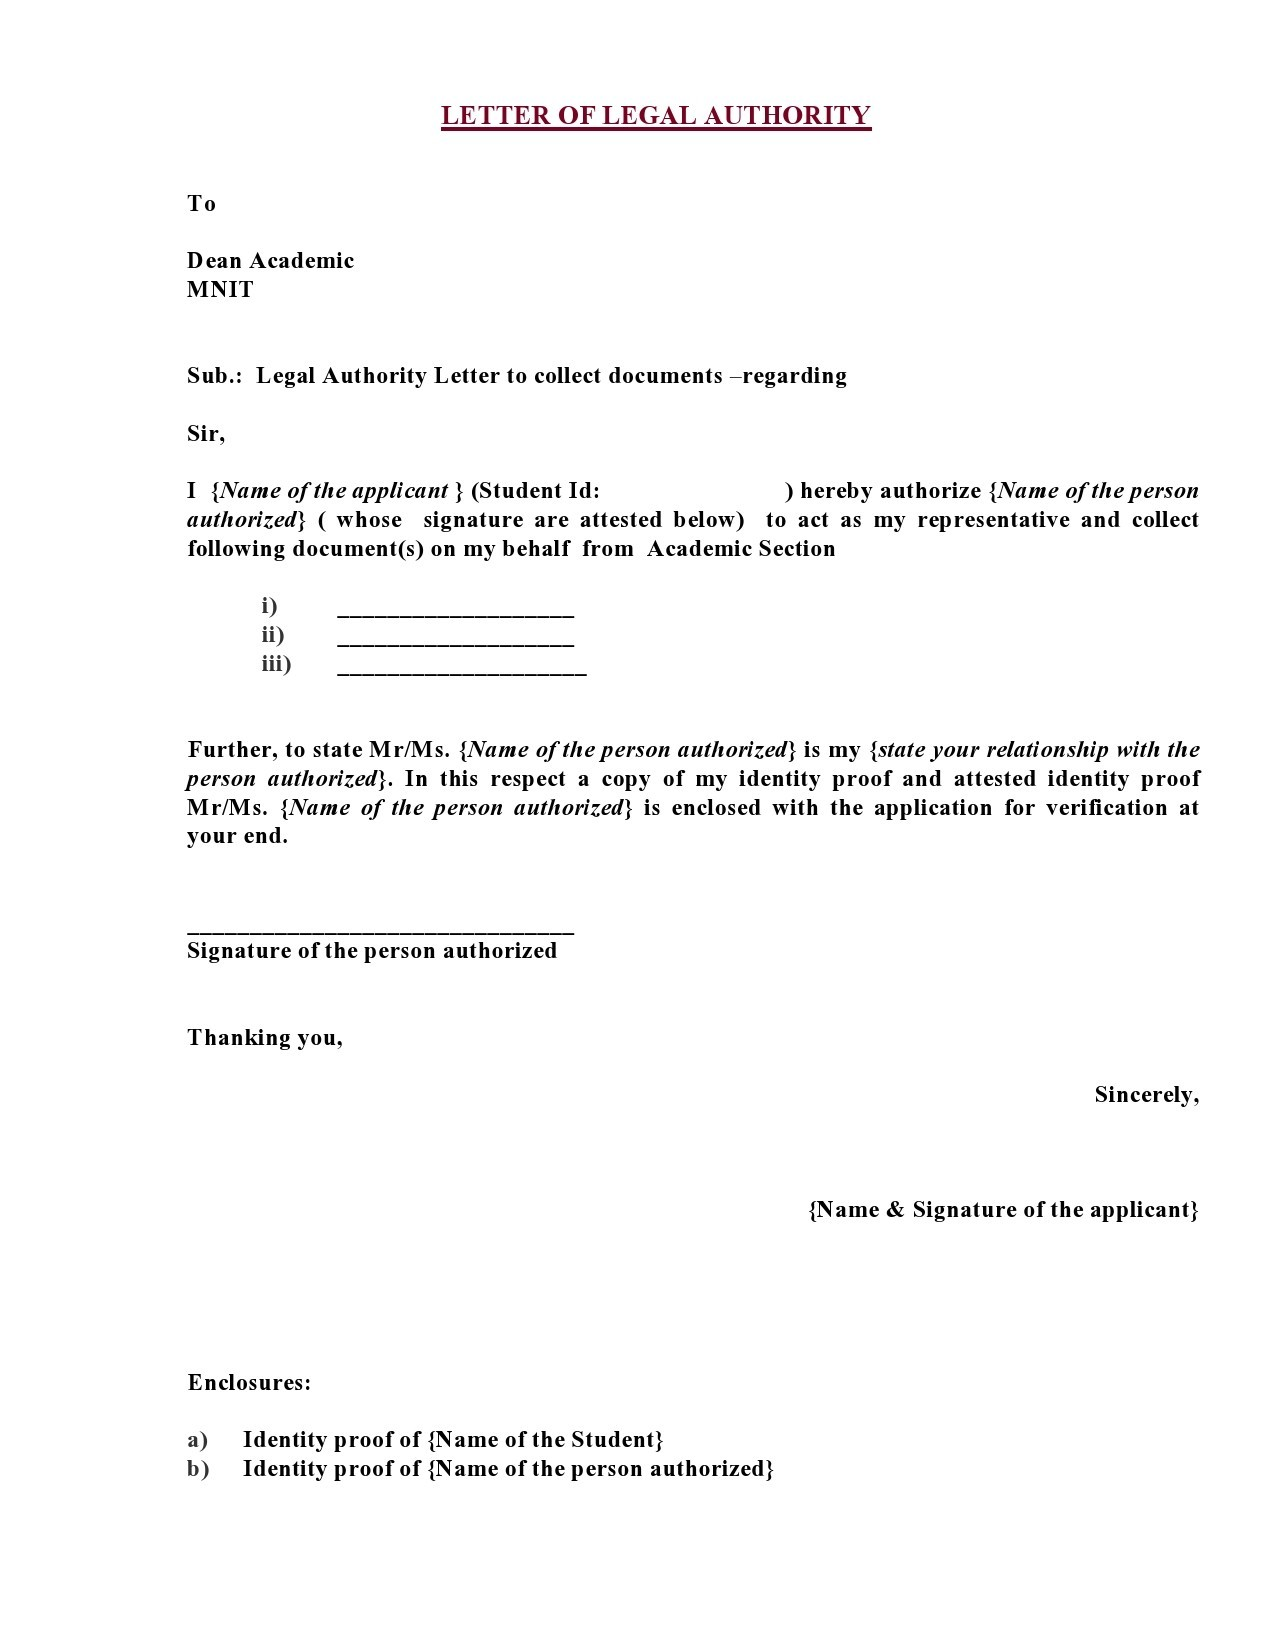 LETTER OF LEGAL AUTHORITY
To
Dean Academic
MNIT
Sub.: Legal Authority Letter to collect documents –regarding
Sir,
I {Name of the applicant } (Student Id: ) hereby authorize {Name of the person
authorized} ( whose signature are attested below) to act as my representative and collect
following document(s) on my behalf from Academic Section
i) ___________________
ii) ___________________
iii) ____________________
Further, to state Mr/Ms. {Name of the person authorized} is my {state your relationship with the
person authorized}. In this respect a copy of my identity proof and attested identity proof
Mr/Ms. {Name of the person authorized} is enclosed with the application for verification at
your end.
_______________________________
Signature of the person authorized
Thanking you,
Sincerely,
{Name & Signature of the applicant}
Enclosures:
a) Identity proof of {Name of the Student}
b) Identity proof of {Name of the person authorized}